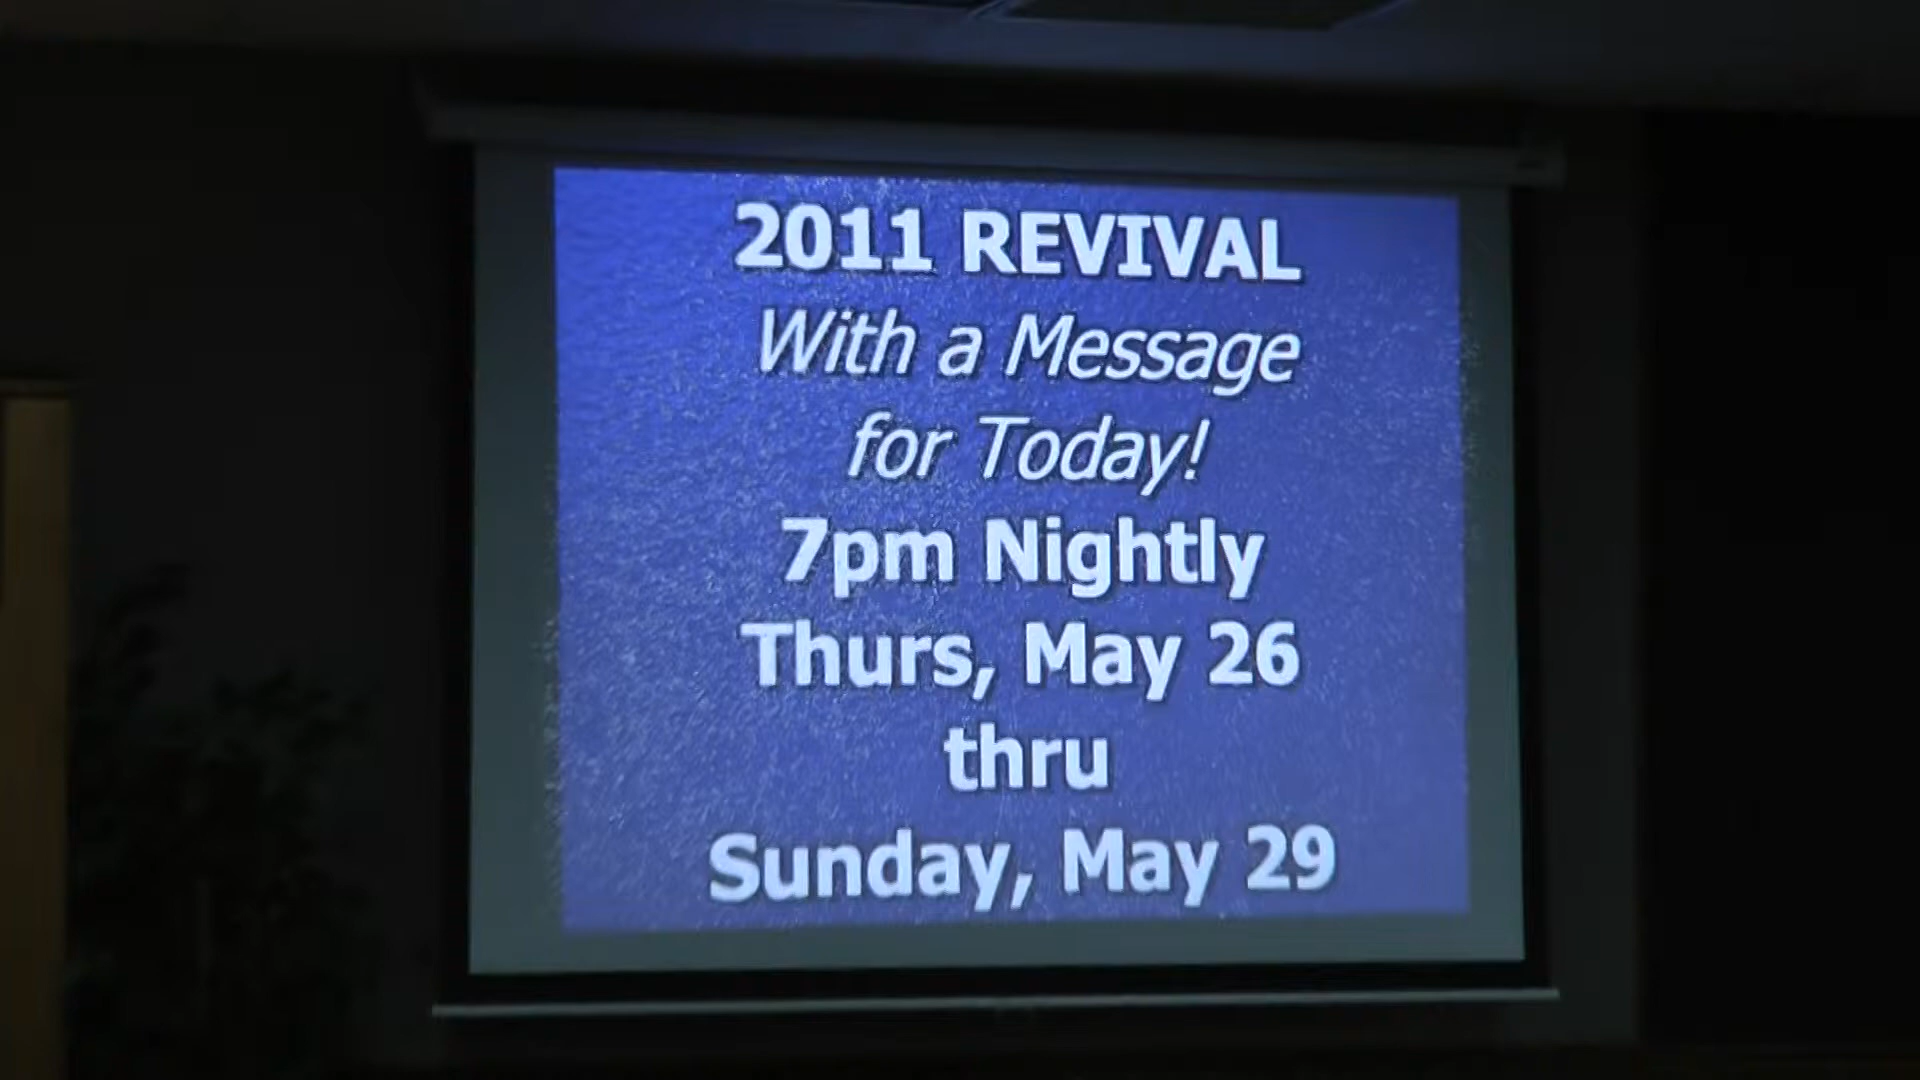 2011 REVIVAL
With a Message
for Today!
7pm Nightly
Thurs, May 26
thru
Sunday, May 29